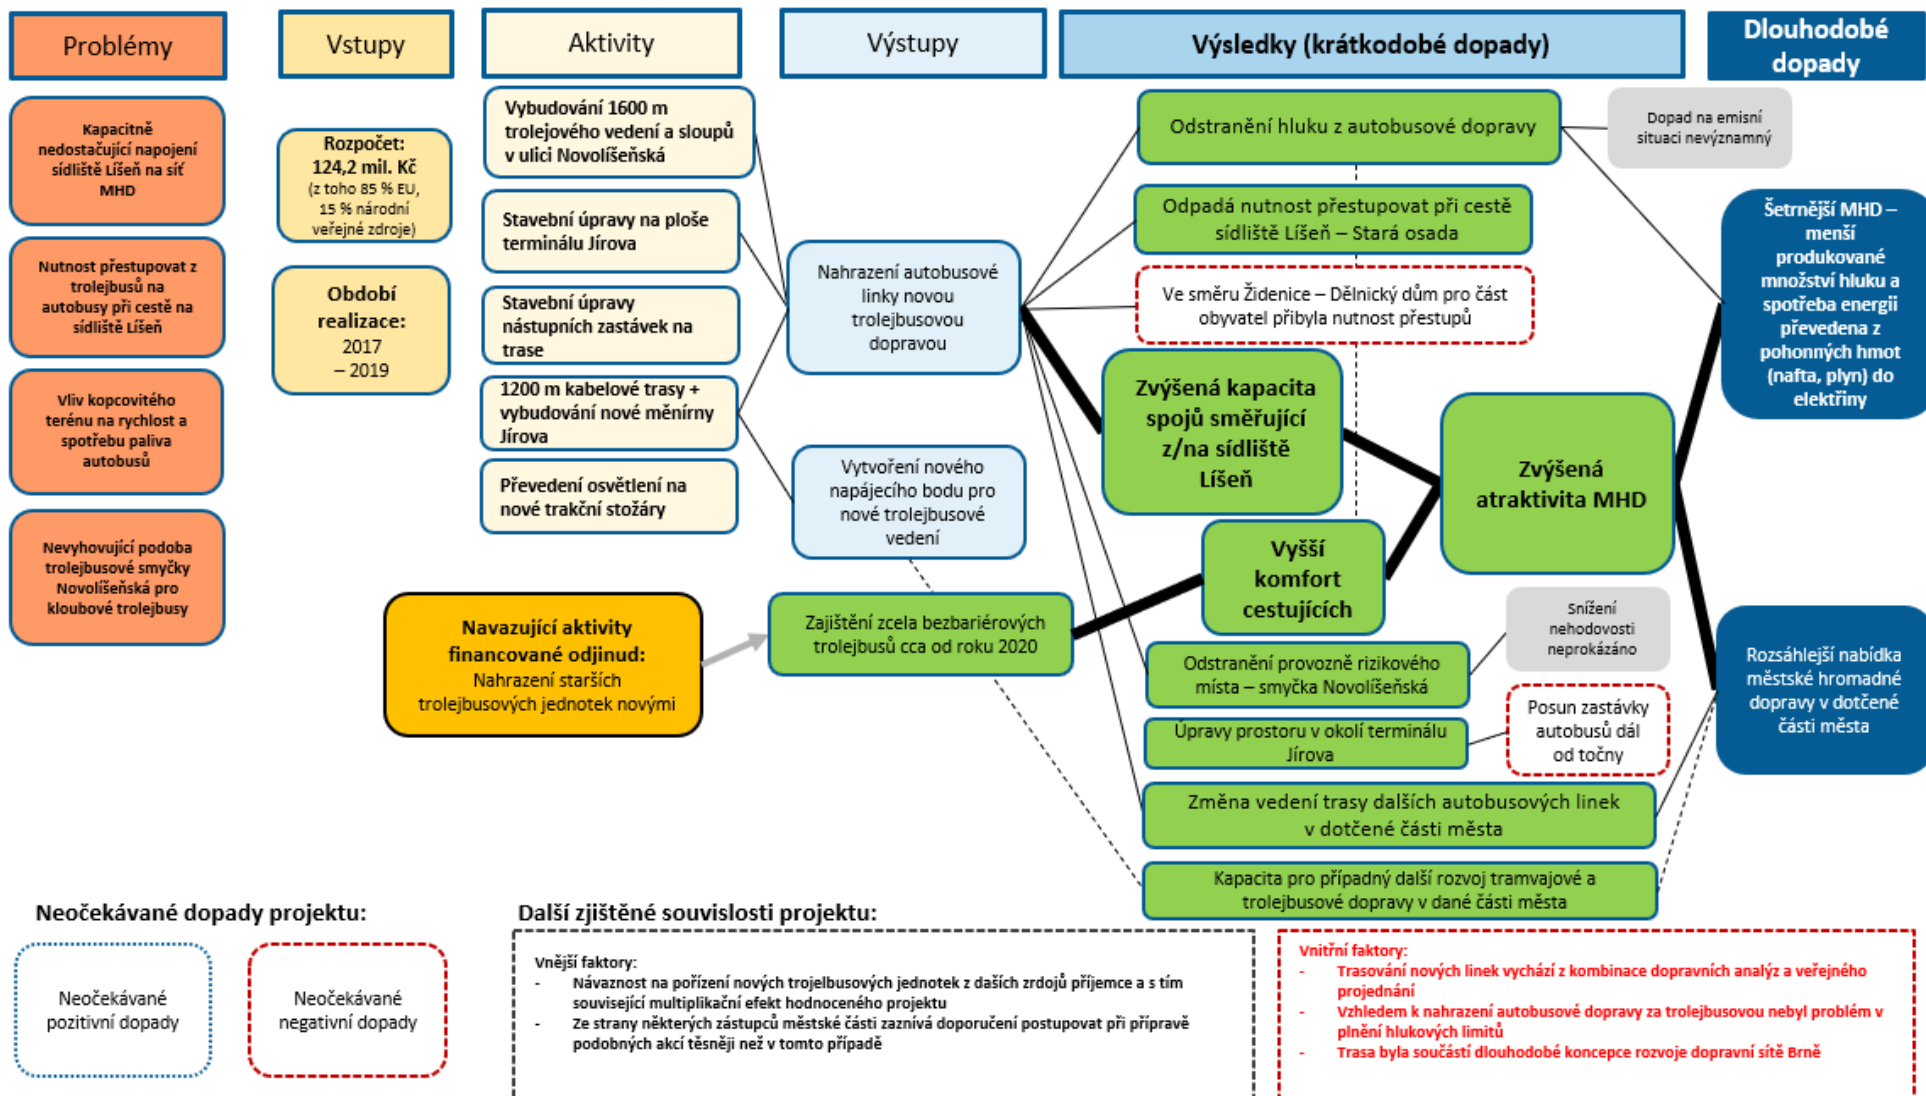 Problémy
Vstupy
Aktivity
Výstupy
Výsledky (krátkodobé dopady)
Dlouhodobé
dopady
Kapacitně
nedostačující napojení
sídliště Líšeň na síť
MHD
Nutnost přestupovat z
trolejbusů na
autobusy při cestě na
sídliště Líšeň
Vliv kopcovitého
terénu na rychlost a
spotřebu paliva
autobusů
Nevyhovující podoba
trolejbusové smyčky
Novolíšeňská pro
kloubové trolejbusy
Rozpočet:
124,2 mil. Kč
(z toho 85 % EU,
15 % národní
veřejné zdroje)
Období
realizace:
2017
– 2019
Vybudování 1600 m
trolejového vedení a sloupů
v ulici Novolíšeňská
Stavební úpravy na ploše
terminálu Jírova
Stavební úpravy
nástupních zastávek na
trase
1200 m kabelové trasy +
vybudování nové měnírny
Jírova
Převedení osvětlení na
nové trakční stožáry
Navazující aktivity
financované odjinud:
Nahrazení starších
trolejbusových jednotek novými
Nahrazení autobusové
linky novou
trolejbusovou
dopravou
Vytvoření nového
napájecího bodu pro
nové trolejbusové
vedení
Zajištění zcela bezbariérových
trolejbusů cca od roku 2020
Odstranění hluku z autobusové dopravy
Odpadá nutnost přestupovat při cestě
sídliště Líšeň – Stará osada
Ve směru Židenice – Dělnický dům pro část
obyvatel přibyla nutnost přestupů
Zvýšená kapacita
spojů směřující
z/na sídliště
Líšeň
Vyšší
komfort
cestujících
Zvýšená
atraktivita MHD
Odstranění provozně rizikového
místa – smyčka Novolíšeňská
Úpravy prostoru v okolí terminálu
Jírova
Změna vedení trasy dalších autobusových linek
v dotčené části města
Kapacita pro případný další rozvoj tramvajové a
trolejbusové dopravy v dané části města
Dopad na emisní
situaci nevýznamný
Snížení
nehodovosti
neprokázáno
Posun zastávky
autobusů dál
od točny
Šetrnější MHD –
menší
produkované
množství hluku a
spotřeba energii
převedena z
pohonných hmot
(nafta, plyn) do
elektřiny
Rozsáhlejší nabídka
městské hromadné
dopravy v dotčené
části města
Neočekávané dopady projektu:
Neočekávané
pozitivní dopady
Neočekávané
negativní dopady
Další zjištěné souvislosti projektu:
Vnější faktory:
- Návaznost na pořízení nových trojelbusových jednotek z daších zrdojů příjemce a s tím
související multiplikační efekt hodnoceného projektu
- Ze strany některých zástupců městské části zaznívá doporučení postupovat při přípravě
podobných akcí těsněji než v tomto případě
Vnitřní faktory:
- Trasování nových linek vychází z kombinace dopravních analýz a veřejného
projednání
- Vzhledem k nahrazení autobusové dopravy za trolejbusovou nebyl problém v
plnění hlukových limitů
- Trasa byla součástí dlouhodobé koncepce rozvoje dopravní sítě Brně